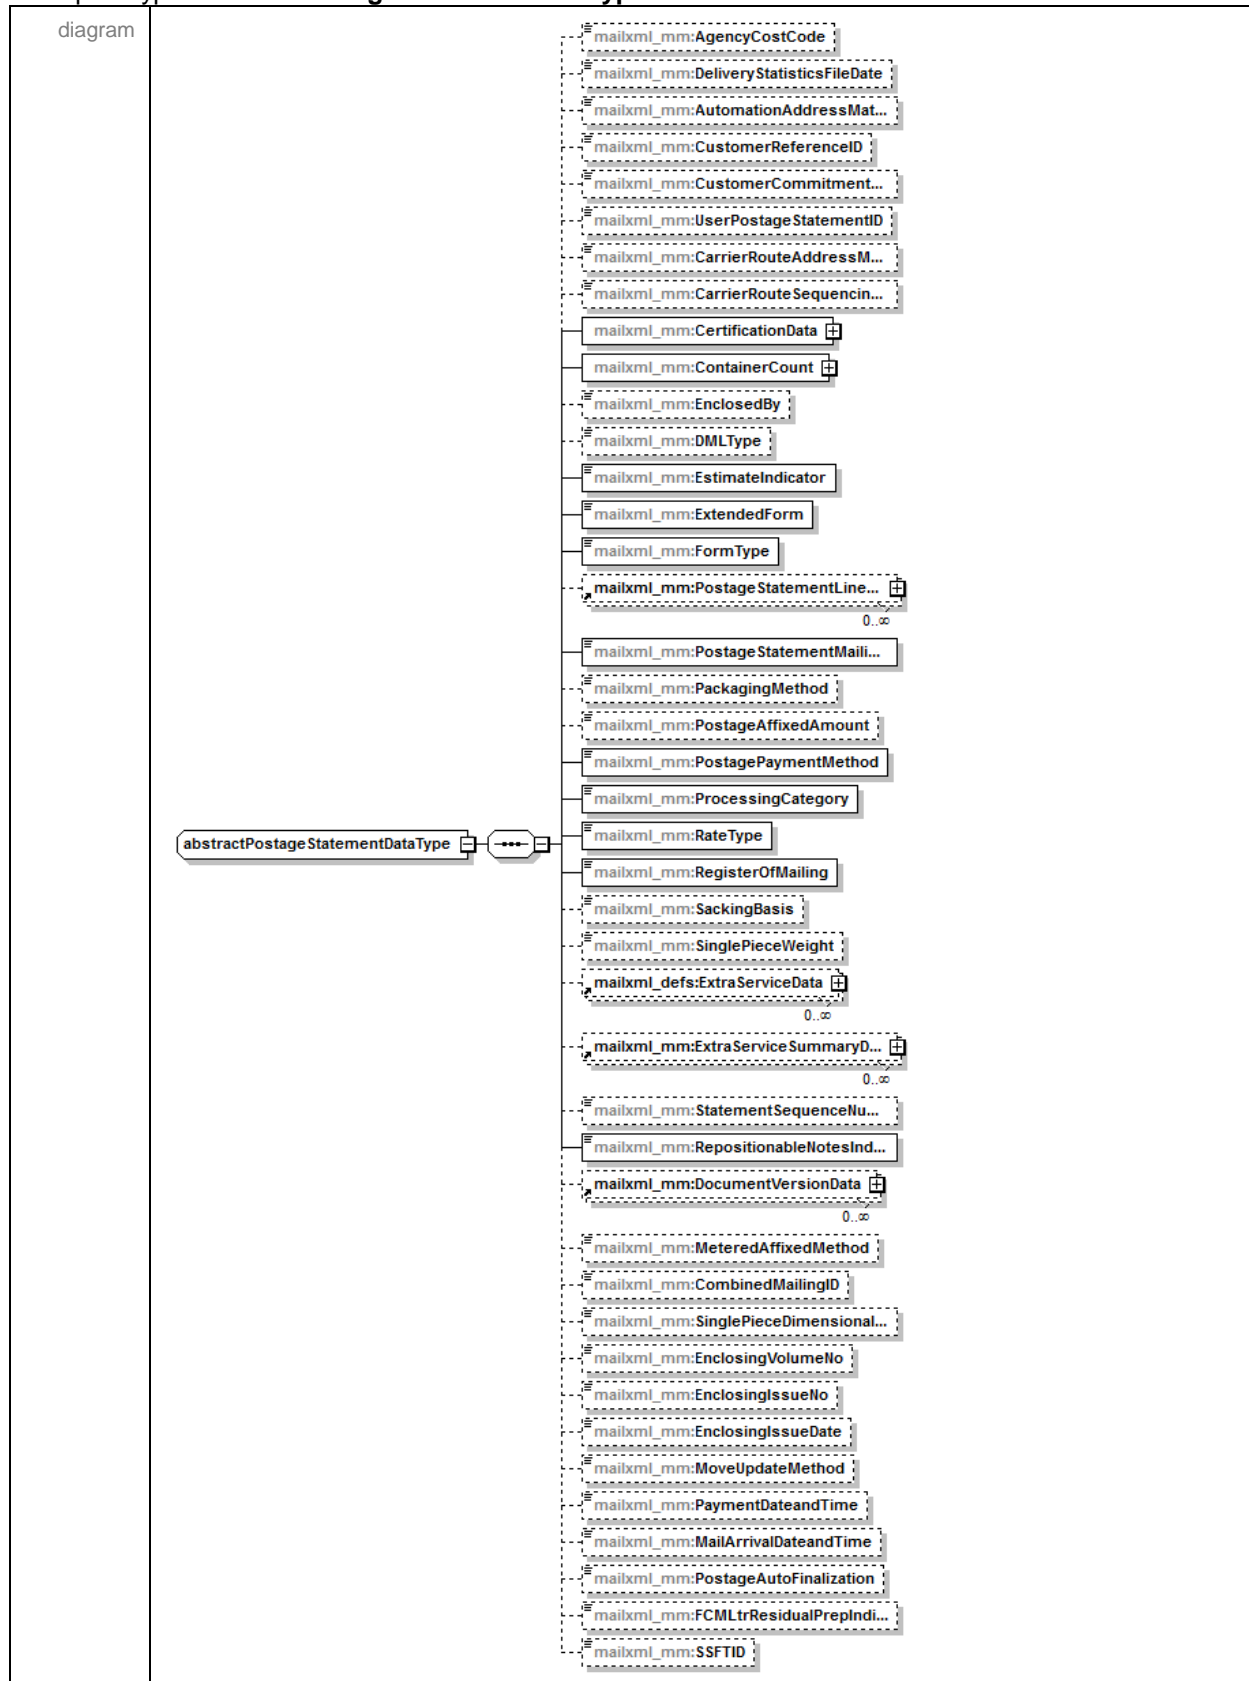 diagram
mailxml_mm:AgencyCostCode
mailxml_mm:DeliveryStatisticsFileDate
mailxml_mm:AutomationAddressMat...
mailxml_mm:CustomerReferenceID
mailxml_mm:CustomerCommitment...
mailxml_mm:UserPostageStatementID
mailxml_mm:CarrierRouteAddressM...
mailxml_mm:CarrierRouteSequencin...
mailxml_mm:CertificationData
mailxml_mm:ContainerCount
mailxml_mm:EnclosedBy
mailxml_mm:DMLType
mailxml_mm:EstimateIndicator
mailxml_mm:ExtendedForm
mailxml_mm:FormType
mailxml_mm:PostageStatementLine...
0..∞
mailxml_mm:PostageStatementMaili...
mailxml_mm:PackagingMethod
mailxml_mm:PostageAffixedAmount
mailxml_mm:PostagePaymentMethod
mailxml_mm:ProcessingCategory
mailxml_mm:RateType
abstractPostageStatementDataType
mailxml_mm:RegisterOfMailing
mailxml_mm:SackingBasis
mailxml_mm:SinglePieceWeight
mailxml_defs:ExtraServiceData
0..∞
mailxml_mm:ExtraServiceSummaryD...
0..∞
mailxml_mm:StatementSequenceNu...
mailxml_mm:RepositionableNotesInd...
mailxml_mm:DocumentVersionData
0..∞
mailxml_mm:MeteredAffixedMethod
mailxml_mm:CombinedMailingID
mailxml_mm:SinglePieceDimensional...
mailxml_mm:EnclosingVolumeNo
mailxml_mm:EnclosingIssueNo
mailxml_mm:EnclosingIssueDate
mailxml_mm:MoveUpdateMethod
mailxml_mm:PaymentDateandTime
mailxml_mm:MailArrivalDateandTime
mailxml_mm:PostageAutoFinalization
mailxml_mm:FCMLtrResidualPrepIndi...
mailxml_mm:SSFTID